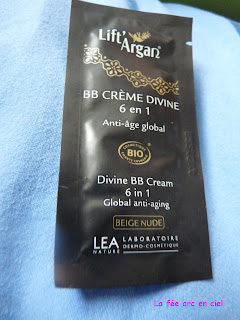 Lift'Argan
BB CRÈME DIVINE
6 en 1
Anti-âge global
BIO
Divine BB Cream
6 in 1
Global anti-aging
BEIGE NUDE
LEA LABORATOIRE
NATURE DERMO-COSMÉTIQUE
La fée arc en ciel